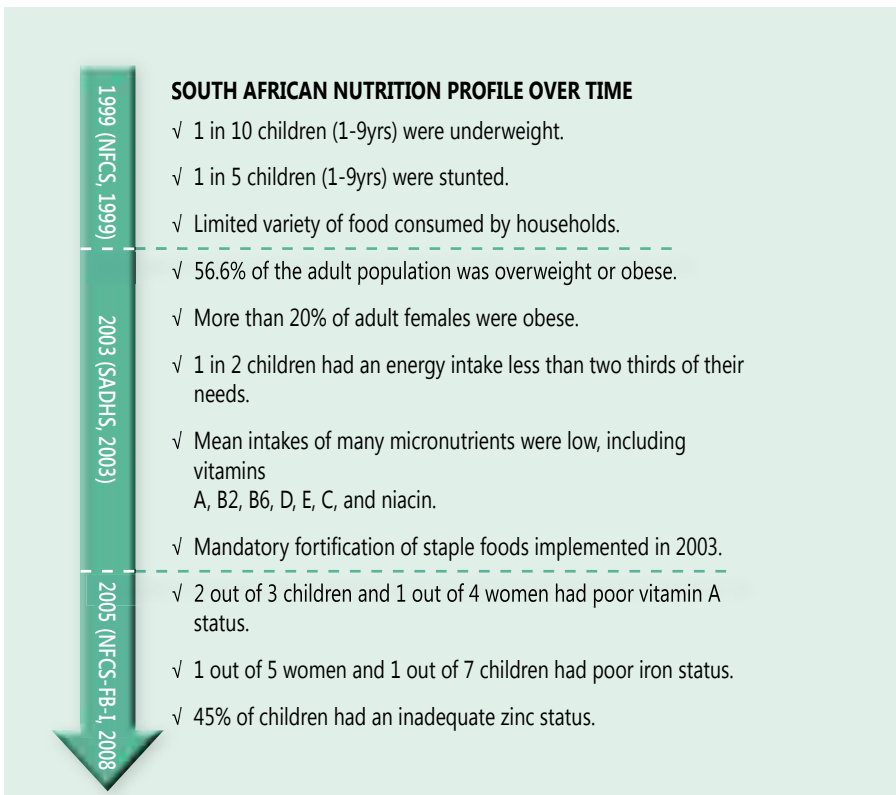 SOUTH AFRICAN NUTRITION PROFILE OVER TIME
1999 (NFCS, 1999)
√ 1 in 10 children (1-9yrs) were underweight.
√ 1 in 5 children (1-9yrs) were stunted.
√ Limited variety of food consumed by households.
2003 (SADHS, 2003)
√ 56.6% of the adult population was overweight or obese.
√ More than 20% of adult females were obese.
√ 1 in 2 children had an energy intake less than two thirds of their
needs.
√ Mean intakes of many micronutrients were low, including
vitamins
A, B2, B6, D, E, C, and niacin.
√ Mandatory fortification of staple foods implemented in 2003.
2005 (NFCS-FB-I, 2008
√ 2 out of 3 children and 1 out of 4 women had poor vitamin A
status.
√ 1 out of 5 women and 1 out of 7 children had poor iron status.
√ 45% of children had an inadequate zinc status.